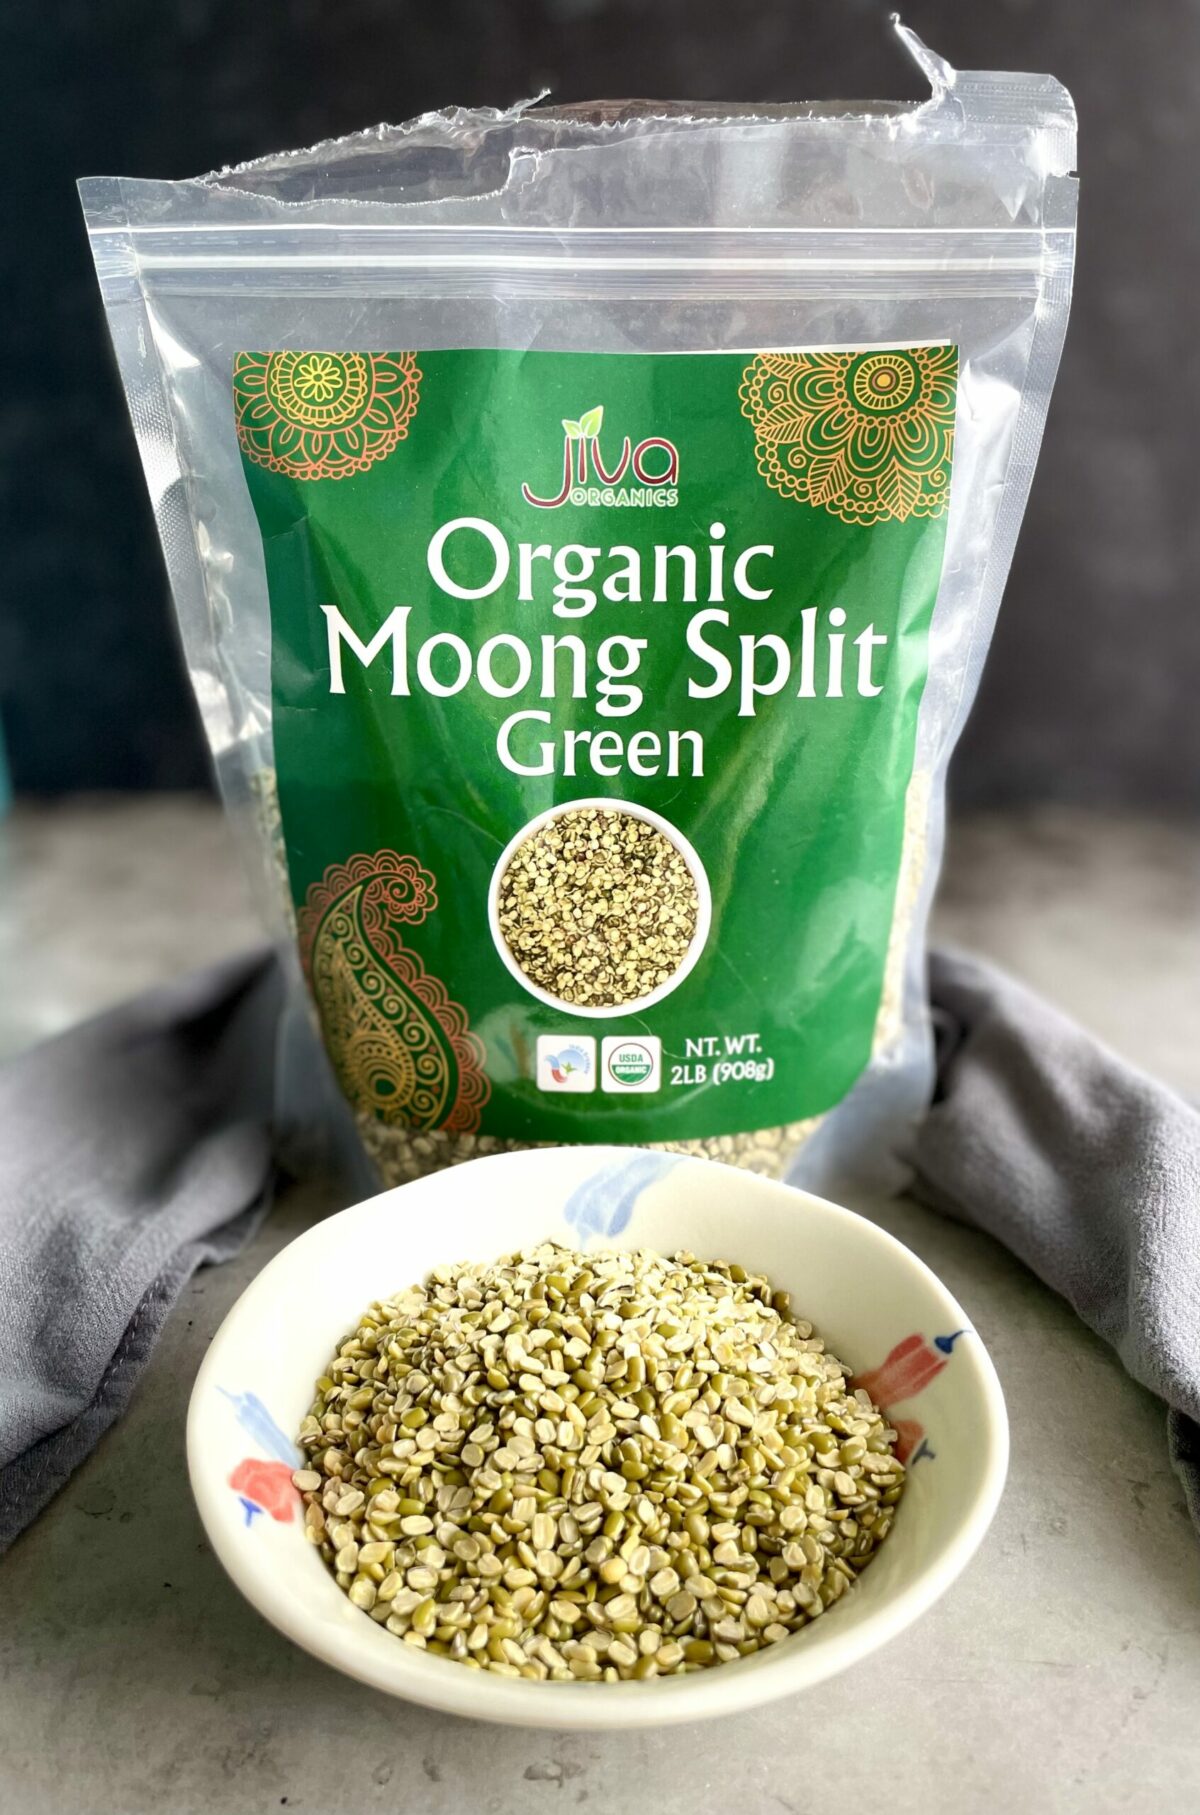 jiva
ORGANICS
Organic
Moong Split
Green
USDA
ORGANIC
NT. WT.
2LB (908g)